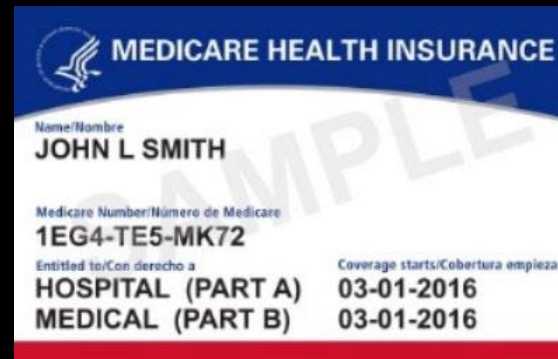 MEDICARE HEALTH INSURANCE
Name/Nombre
JOHN L SMITH
Medicare Number/Número de Medicare
1EG4-TE5-MK72
Entitled to/Con derecho a Coverage starts/Cobertura empieza
HOSPITAL (PART A) 03-01-2016
MEDICAL (PART B) 03-01-2016
SAMPLE